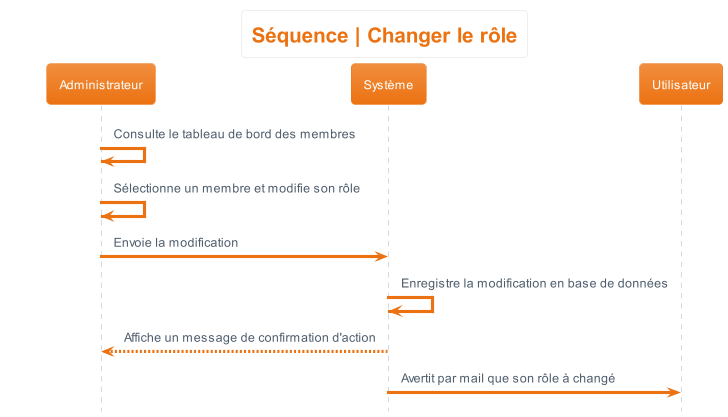 Séquence | Changer le rôle
Administrateur
Système
Utilisateur
Consulte le tableau de bord des membres
Sélectionne un membre et modifie son rôle
Envoie la modification
Enregistre la modification en base de données
Affiche un message de confirmation d'action
Avertit par mail que son rôle à changé